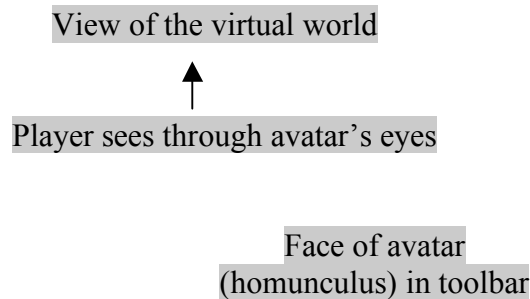 View of the virtual world
Player sees through avatar’s eyes
Face of avatar
(homunculus) in toolbar